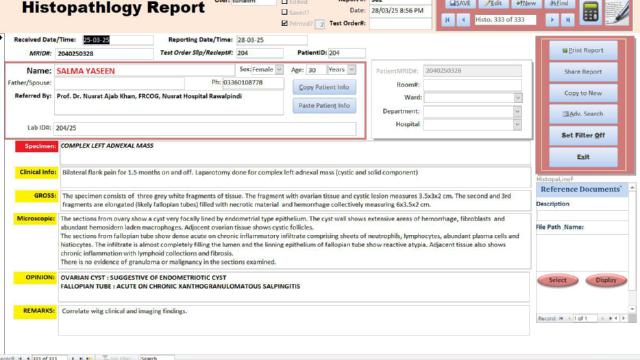 Histopathlogy Report
SAVE Edit New Find
Date: 28/03/25 8:56 PM
Test Order#:
Histo. 333 of 333
Received Date/Time: 25-03-25 Reporting Date/Time: 28-03-25
MRID#: 2040250328 Test Order Slip/Reciept#: 204 PatientID: 204
Name: SALMA YASEEN Sex: Female Age: 30 Years
Father/Spouse: Ph: 03360108778
Referred By: Prof. Dr. Nusrat Ajab Khan, FRCOG, Nusrat Hospital Rawalpindi
Lab ID#: 204/25
Copy Patient Info
Paste Patient Info
PatientMRID#: 2040250328
Room#:
Ward:
Department:
Hospital
Print Report
Share Report
Copy to New
Adv. Search
Set Filter Off
Exit
Specimen: COMPLEX LEFT ADNEXAL MASS
Clinical Info: Bilateral flank pain for 1.5 months on and off. Laparotomy done for complex left adnexal mass (cystic and solid component)
GROSS: The specimen consists of three grey white fragments of tissue. The fragment with ovarian tissue and cystic lesion measures 3.5x3x2 cm. The second and 3rd
fragments are elongated (likely fallopian tubes) filled with necrotic material and hemorrhage collectively measuring 6x3.5x2 cm.
Microscopic: The sections from ovary show a cyst very focally lined by endometrial type epithelium. The cyst wall shows extensive areas of hemorrhage, fibroblasts and
abundant hemosiderin laden macrophages. Adjacent ovarian tissue shows cystic follicles.
The sections from fallopian tube show dense acute on chronic inflammatory infiltrate comprising sheets of neutrophils, lymphocytes, abundant plasma cells and
histiocytes. The infiltrate is almost completely filling the lumen and the linning epithelium of fallopian tube show reactive atypia. Adjacent tissue also shows
chronic inflammation with lymphoid collections and fibrosis.
There is no evidence of granuloma or malignancy in the sections examined.
OPINION: OVARIAN CYST : SUGGESTIVE OF ENDOMETRIOTIC CYST
FALLOPIAN TUBE : ACUTE ON CHRONIC XANTHOGRANULOMATOUS SALPINGITIS
REMARKS: Correlate witg clinical and imaging findings.
HistopaLineF
Reference Documents'
Description
File Path_Name:
Select Display
Record: 1 of 1
333 of 333 Search